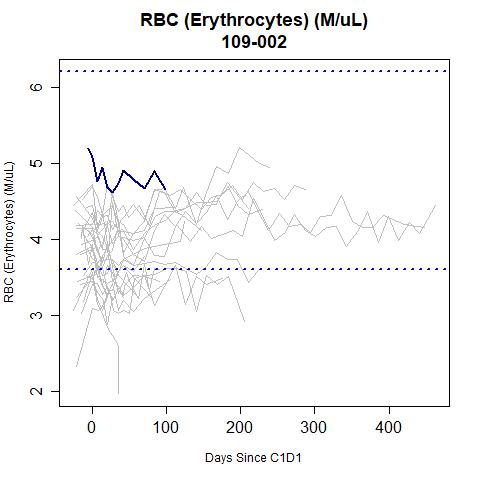 RBC (Erythrocytes) (M/uL)
109-002
RBC (Erythrocytes) (M/uL)
6
5
4
3
2
0 100 200 300 400
Days Since C1D1